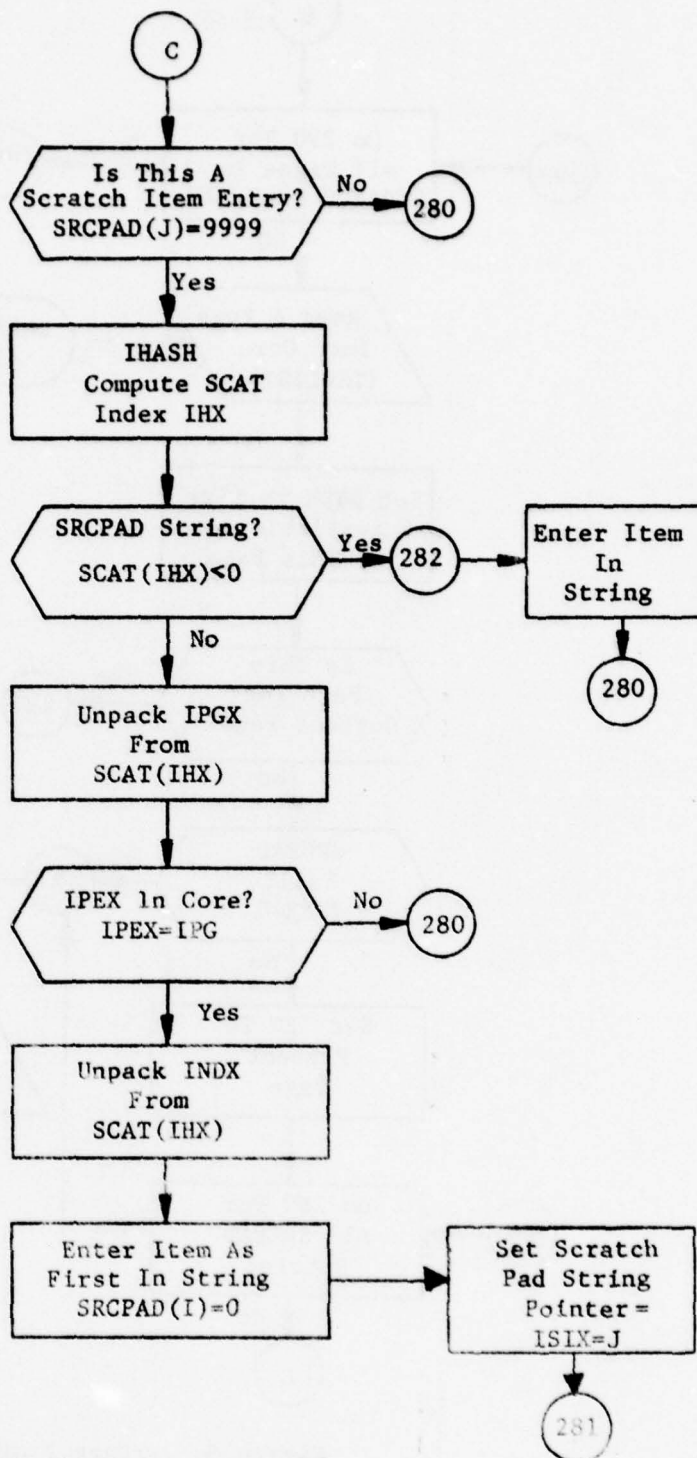 C
Is This A
Scratch Item Entry?
SRCPAD(J)=9999
No
280
Yes
IHASH
Compute SCAT
Index IHX
SRCPAD String?
SCAT(IHX)<0
Yes
282
Enter Item
In
String
280
No
Unpack IPGX
From
SCAT(IHX)
IPEX In Core?
IPEX=IPG
No
280
Yes
Unpack INDX
From
SCAT(IHX)
Enter Item As
First In String
SRCPAD(I)=0
Set Scratch
Pad String
Pointer =
ISIX=J
281